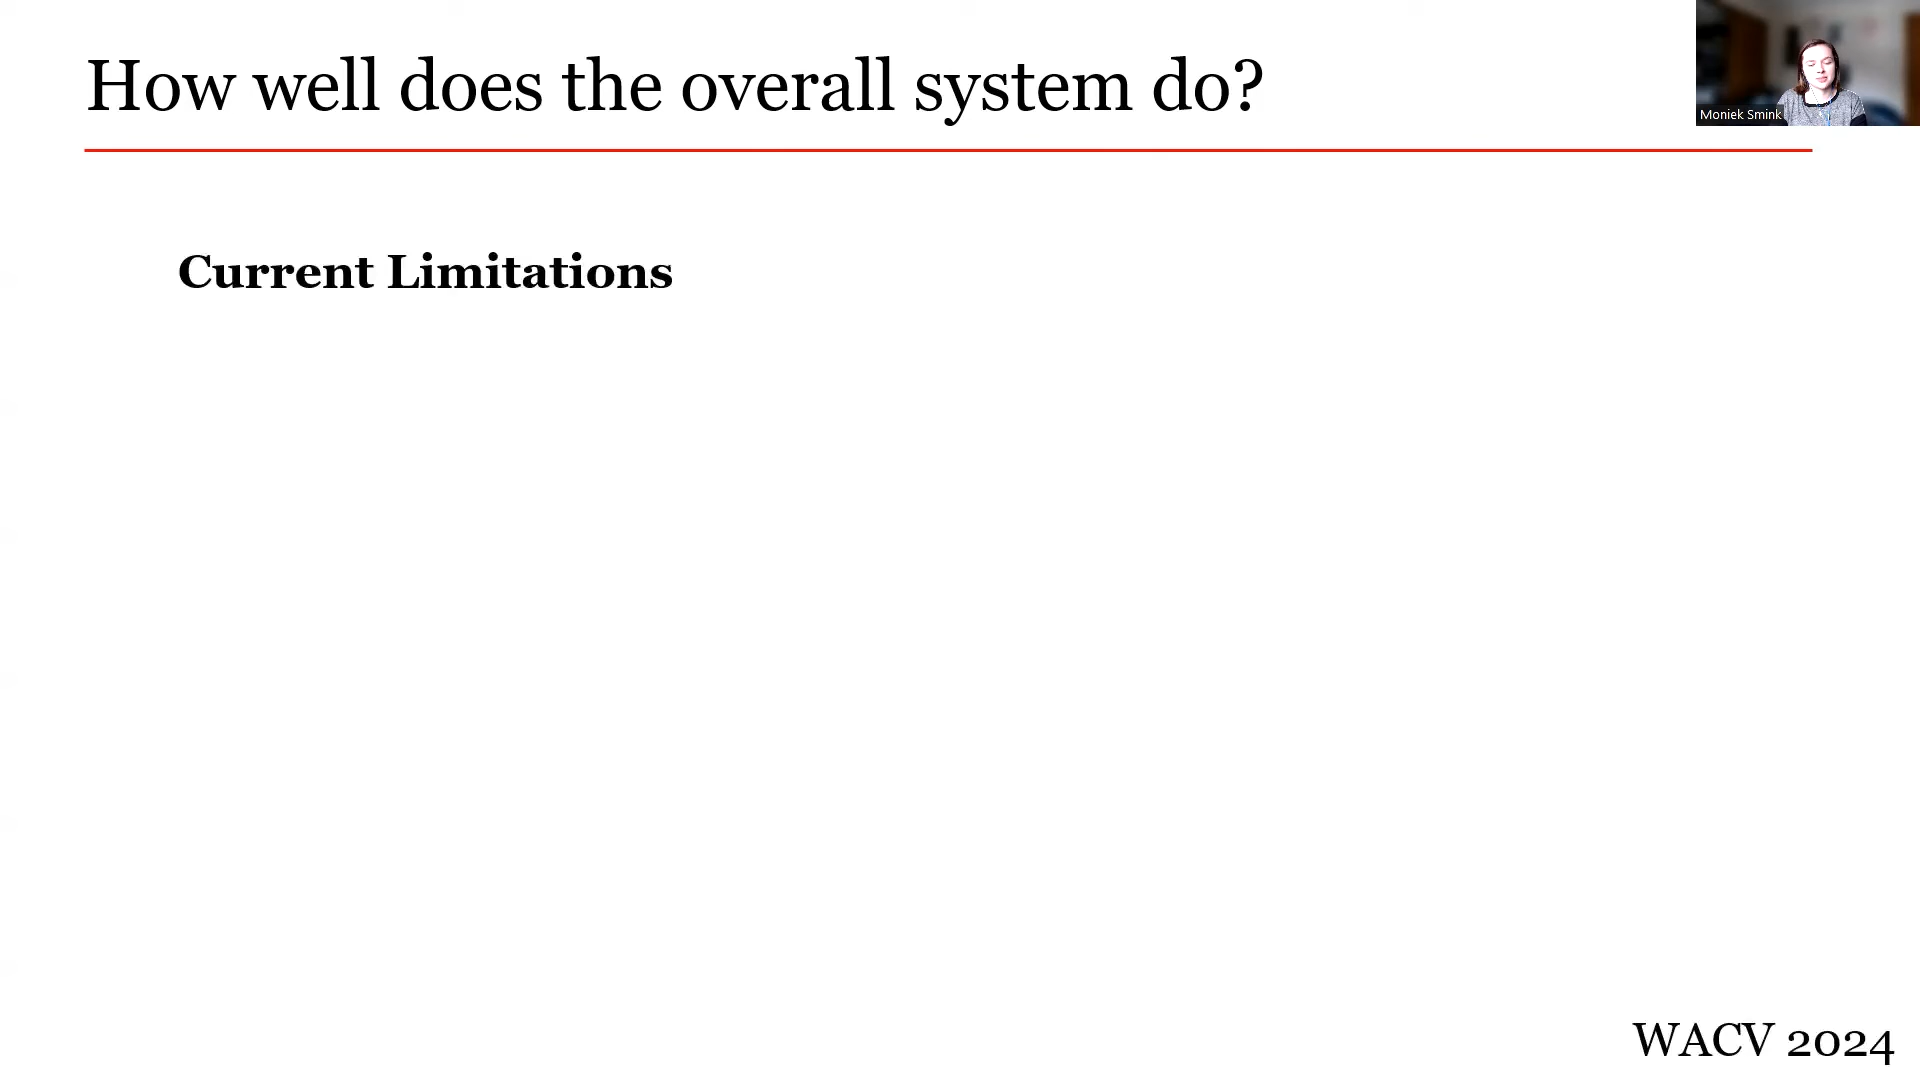 How well does the overall system do?
Moniek Smink
Current Limitations
WACV 2024